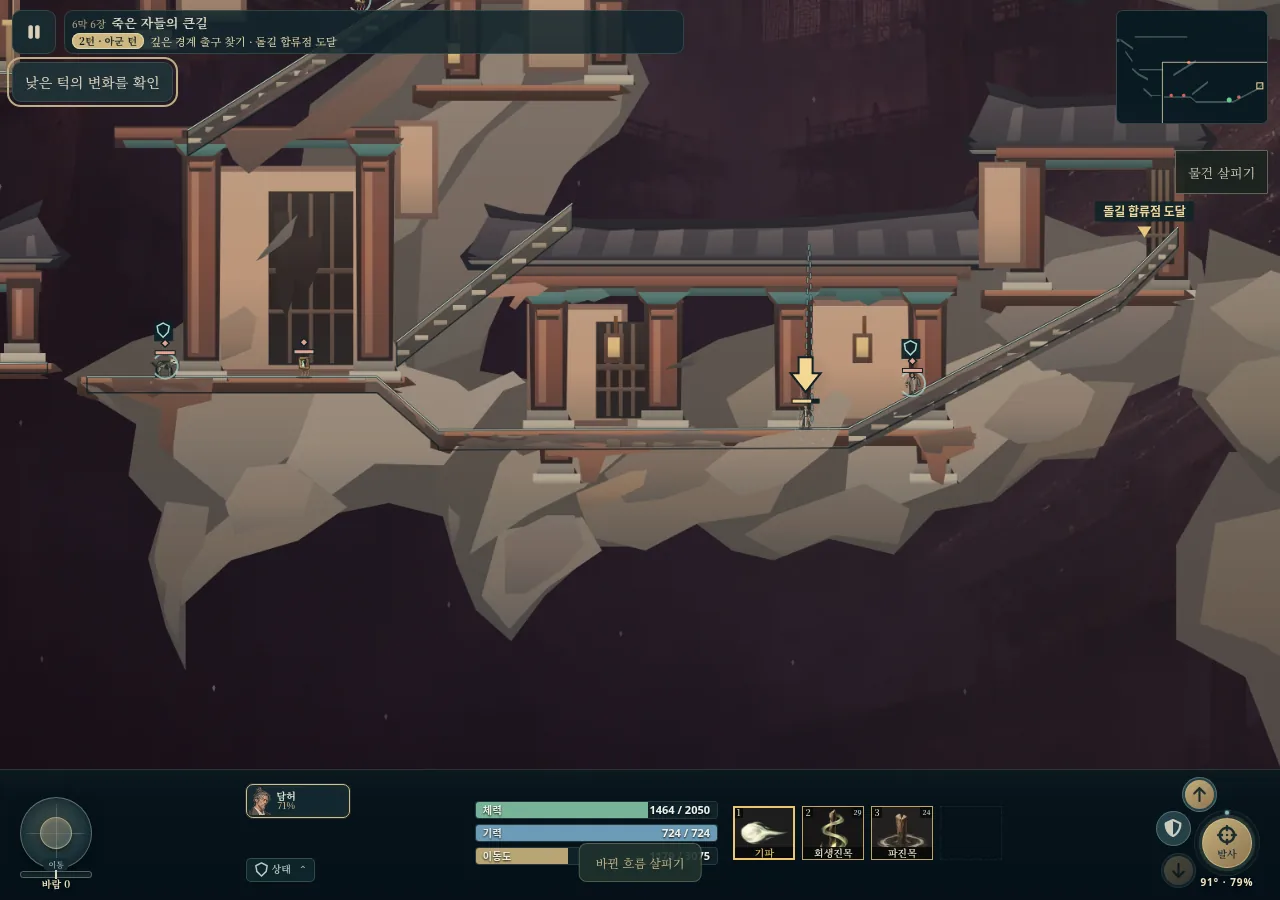 6막 6장 죽은 자들의 큰길
2턴 · 아군 턴 깊은 경계 출구 찾기 · 돌길 합류점 도달
낮은 턱의 변화를 확인
물건 살피기
돌길 합류점 도달
담허
71%
상태
이동
바람 0
체력 1464 / 2050
기력 724 / 724
이동도
바뀐 흐름 살피기
1 기파
2 29 회생진목
3 24 파진목
발사
91° · 79%